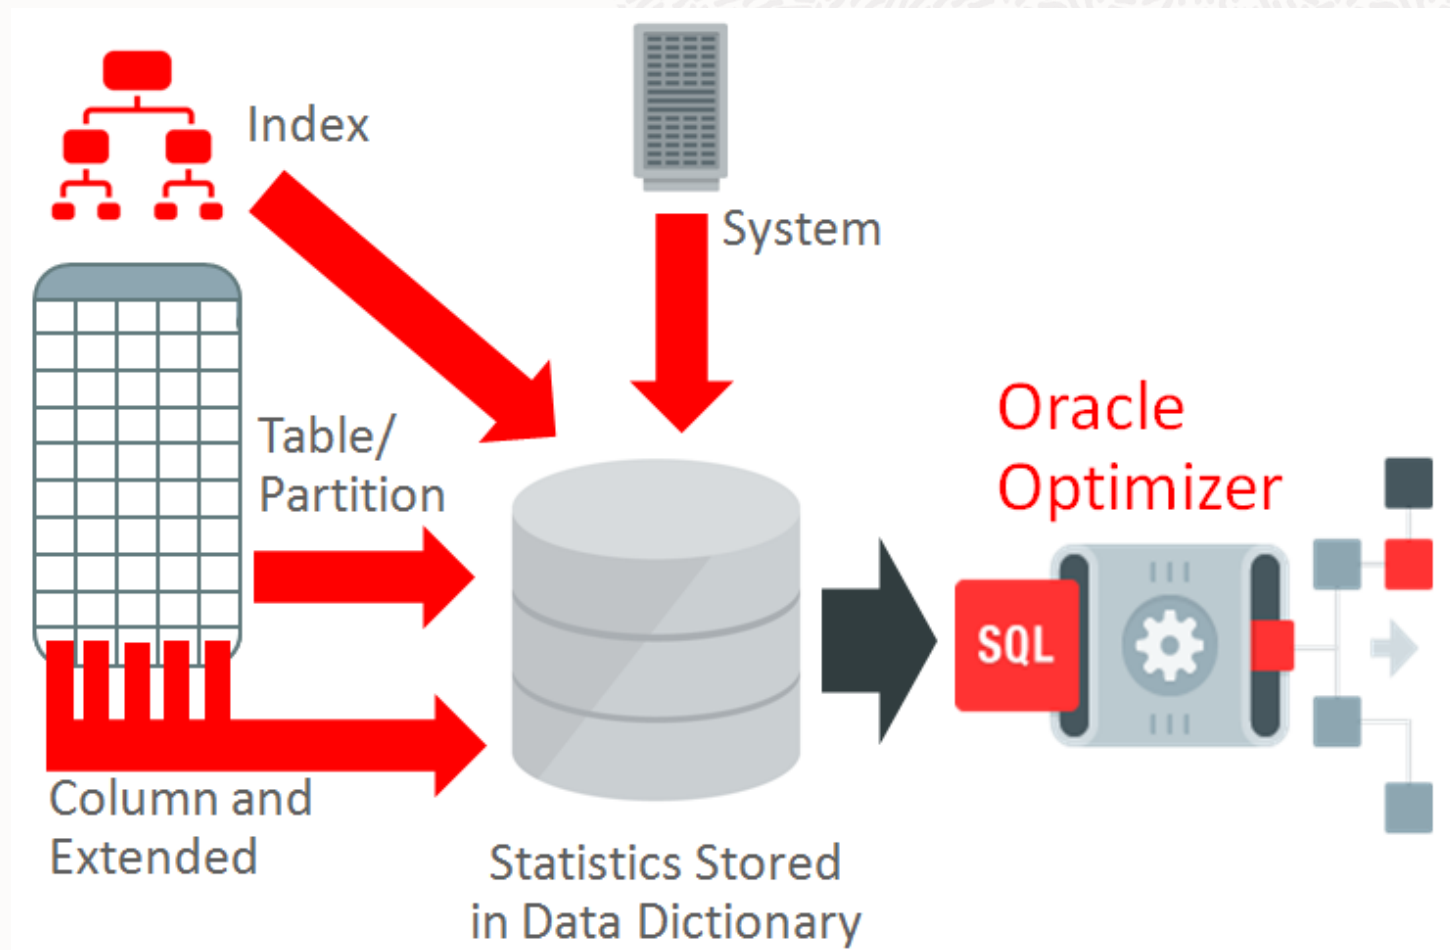 Index
System
Table/
Partition
Oracle
Optimizer
SQL
Column and
Extended
Statistics Stored
in Data Dictionary